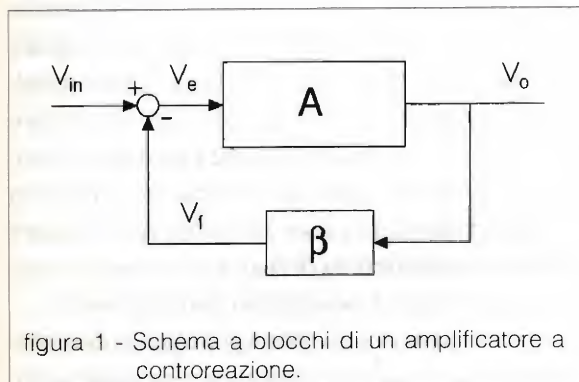 V_in + V_e A V_o
-
V_f β
figura 1 - Schema a blocchi di un amplificatore a
controreazione.